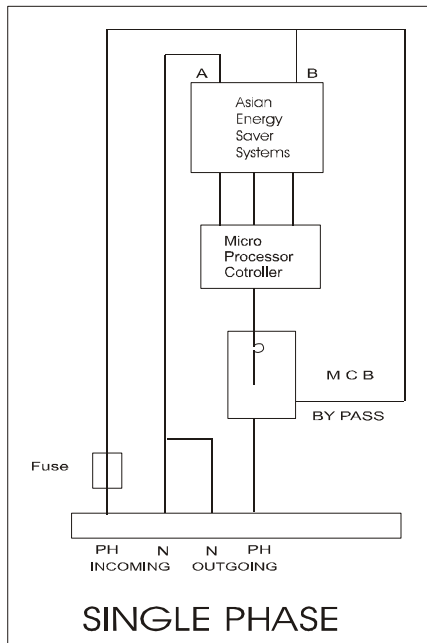 A B
Asian
Energy
Saver
Systems
Micro
Processor
Cotroller
M C B
BY PASS
Fuse
PH N N PH
INCOMING OUTGOING
SINGLE PHASE